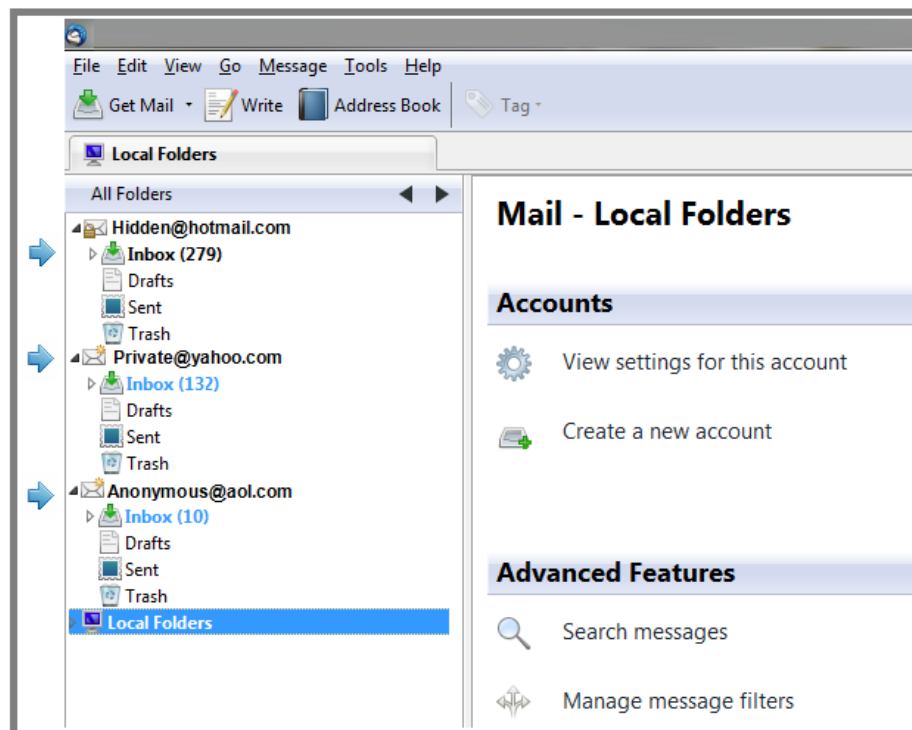 File Edit View Go Message Tools Help
Get Mail Write Address Book Tag
Local Folders
All Folders
Hidden@hotmail.com
Inbox (279)
Drafts
Sent
Trash
Private@yahoo.com
Inbox (132)
Drafts
Sent
Trash
Anonymous@aol.com
Inbox (10)
Drafts
Sent
Trash
Local Folders
Mail - Local Folders
Accounts
View settings for this account
Create a new account
Advanced Features
Search messages
Manage message filters